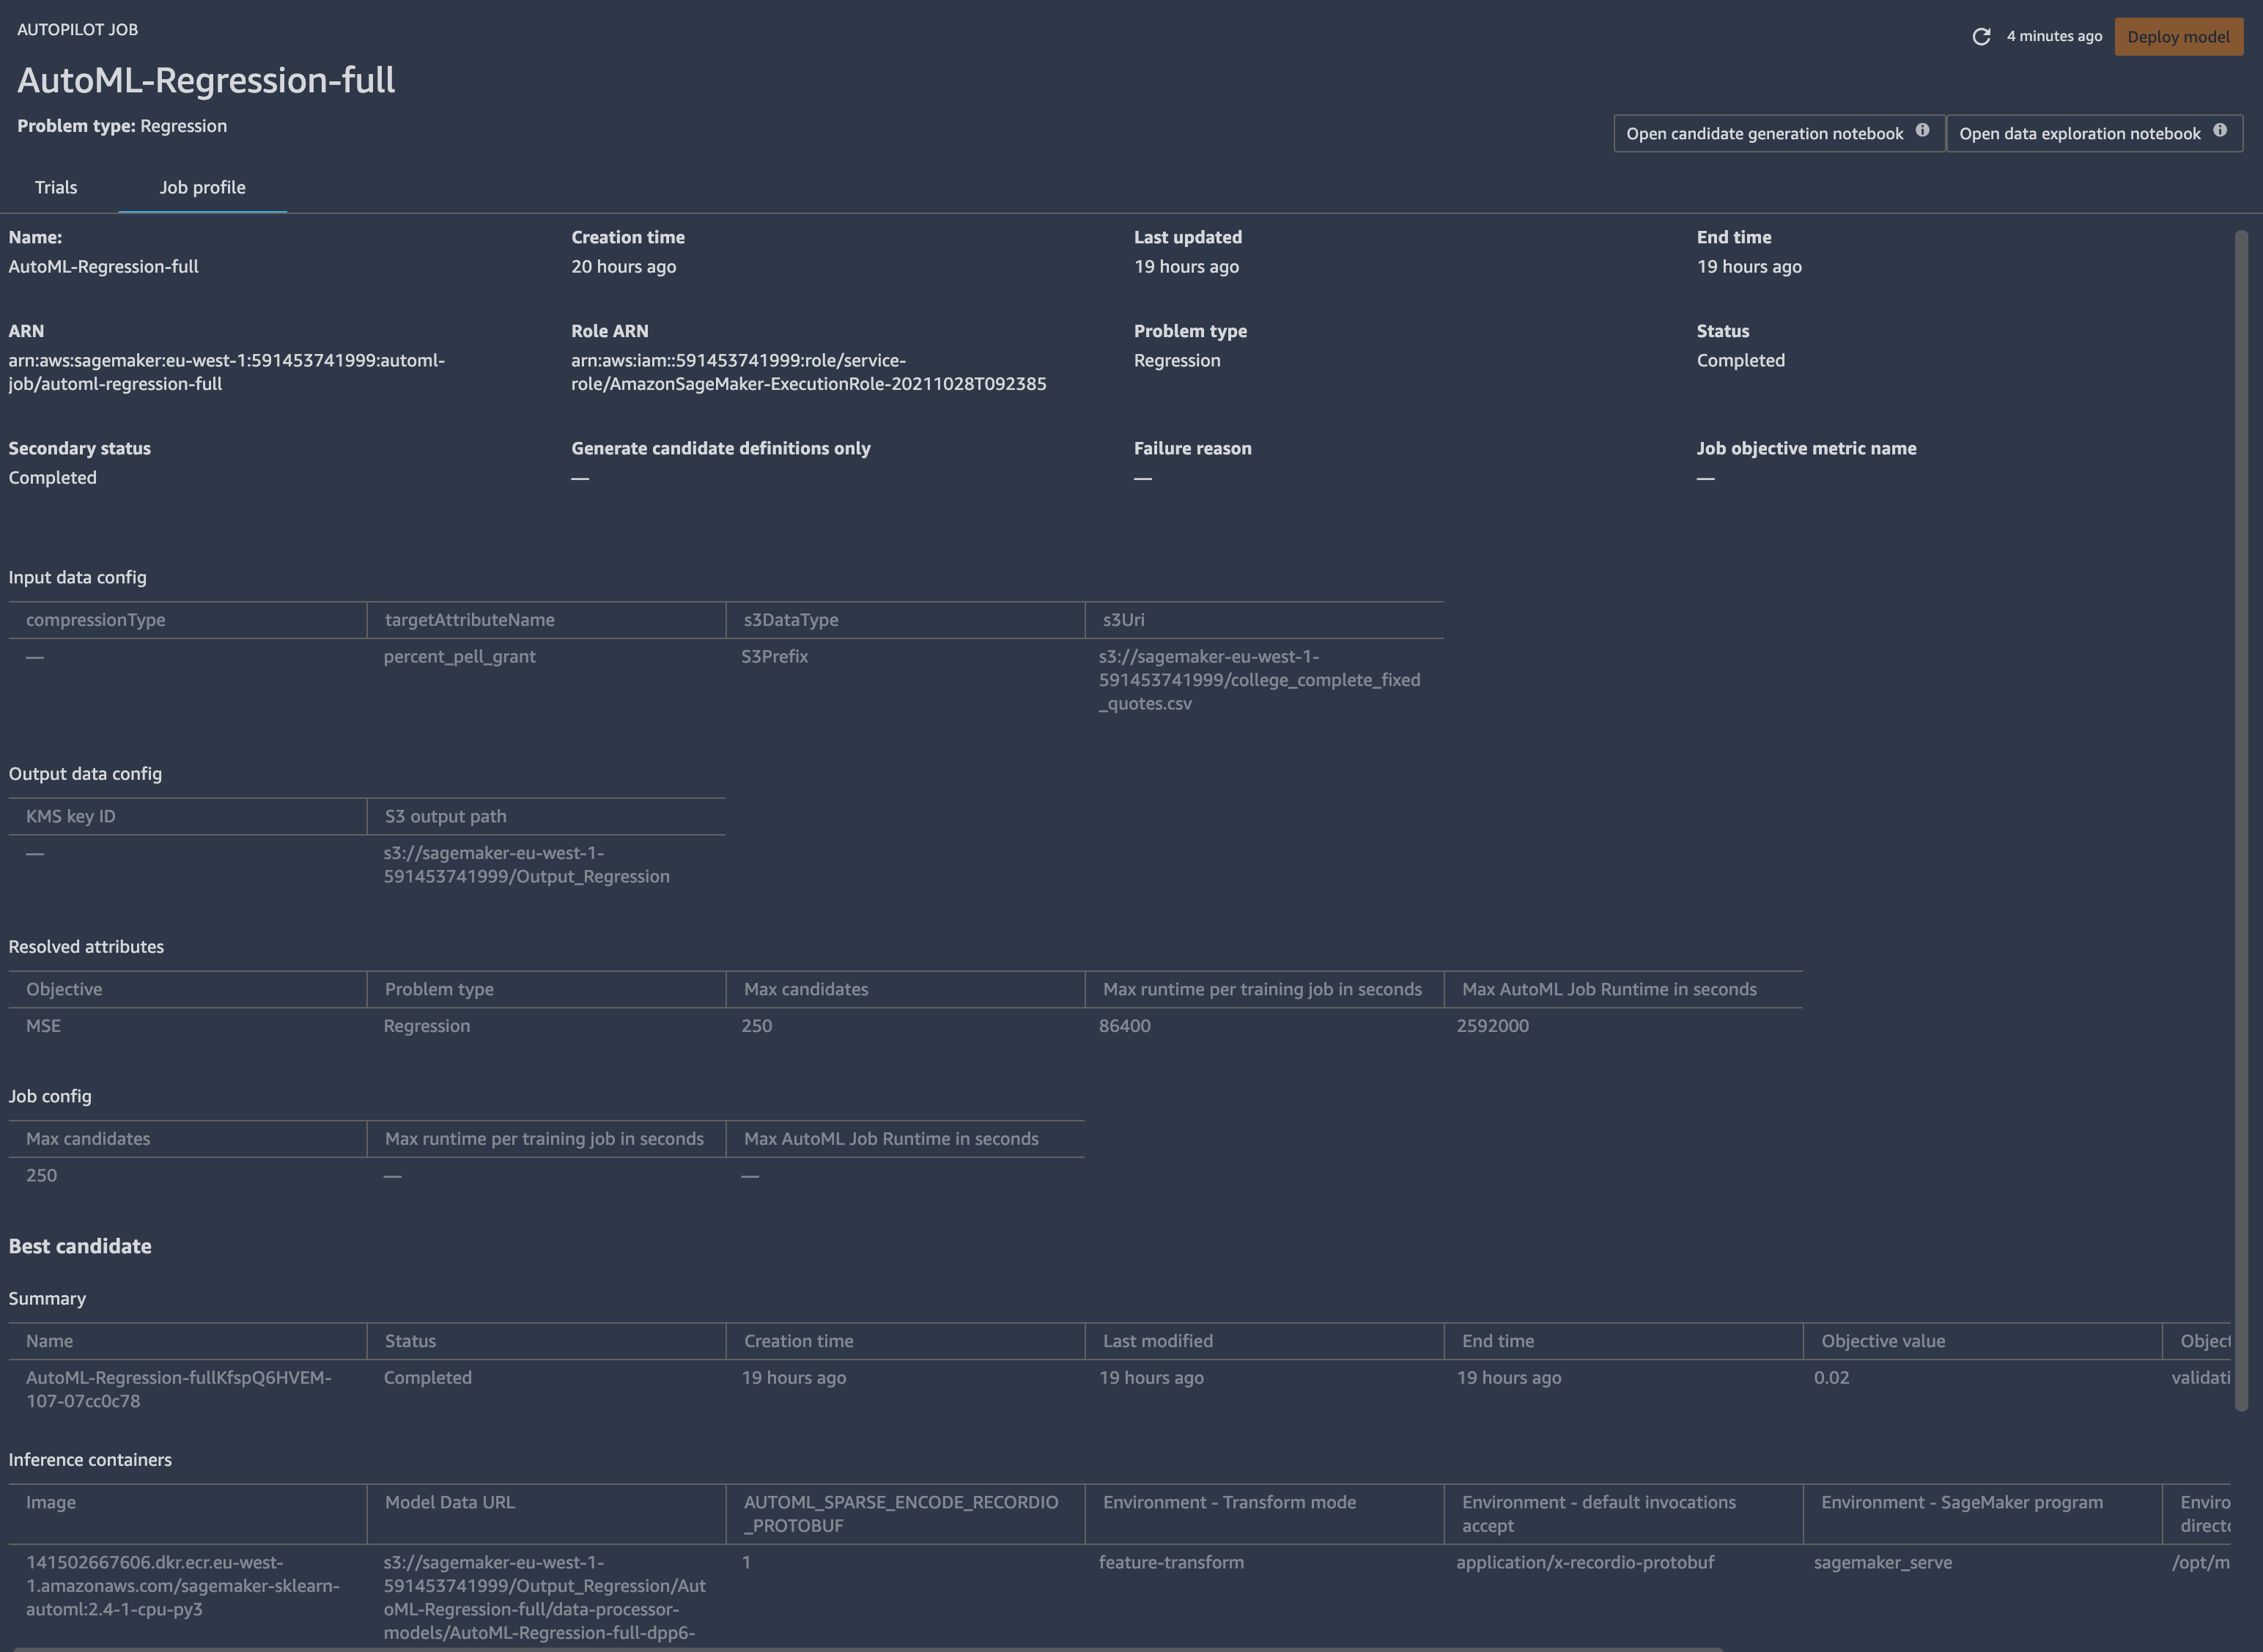 AUTOPILOT JOB
4 minutes ago
Deploy model
AutoML-Regression-full
Problem type: Regression
Open candidate generation notebook
Open data exploration notebook
Trials
Job profile
Name:
AutoML-Regression-full
Creation time
20 hours ago
Last updated
19 hours ago
End time
19 hours ago
ARN
arn:aws:sagemaker:eu-west-1:591453741999:automl-
job/automl-regression-full
Role ARN
arn:aws:iam::591453741999:role/service-
role/AmazonSageMaker-ExecutionRole-20211028T092385
Problem type
Regression
Status
Completed
Secondary status
Completed
Generate candidate definitions only
—
Failure reason
—
Job objective metric name
—
Input data config
compressionType
targetAttributeName
s3DataType
s3Uri
—
percent_pell_grant
S3Prefix
s3://sagemaker-eu-west-1-
591453741999/college_complete_fixed
_quotes.csv
Output data config
KMS key ID
S3 output path
—
s3://sagemaker-eu-west-1-
591453741999/Output_Regression
Resolved attributes
Objective
Problem type
Max candidates
Max runtime per training job in seconds
Max AutoML Job Runtime in seconds
MSE
Regression
250
86400
2592000
Job config
Max candidates
Max runtime per training job in seconds
Max AutoML Job Runtime in seconds
250
—
—
Best candidate
Summary
Name
Status
Creation time
Last modified
End time
Objective value
Object
AutoML-Regression-fullKfspQ6HVEM-
107-07cc0c78
Completed
19 hours ago
19 hours ago
19 hours ago
0.02
validati
Inference containers
Image
Model Data URL
AUTOML_SPARSE_ENCODE_RECORDIO
_PROTOBUF
Environment - Transform mode
Environment - default invocations
accept
Environment - SageMaker program
Enviro
directo
141502667606.dkr.ecr.eu-west-
1.amazonaws.com/sagemaker-sklearn-
automl:2.4-1-cpu-py3
s3://sagemaker-eu-west-1-
591453741999/Output_Regression/Aut
oML-Regression-full/data-processor-
models/AutoML-Regression-full-dpp6-
1
feature-transform
application/x-recordio-protobuf
sagemaker_serve
/opt/m